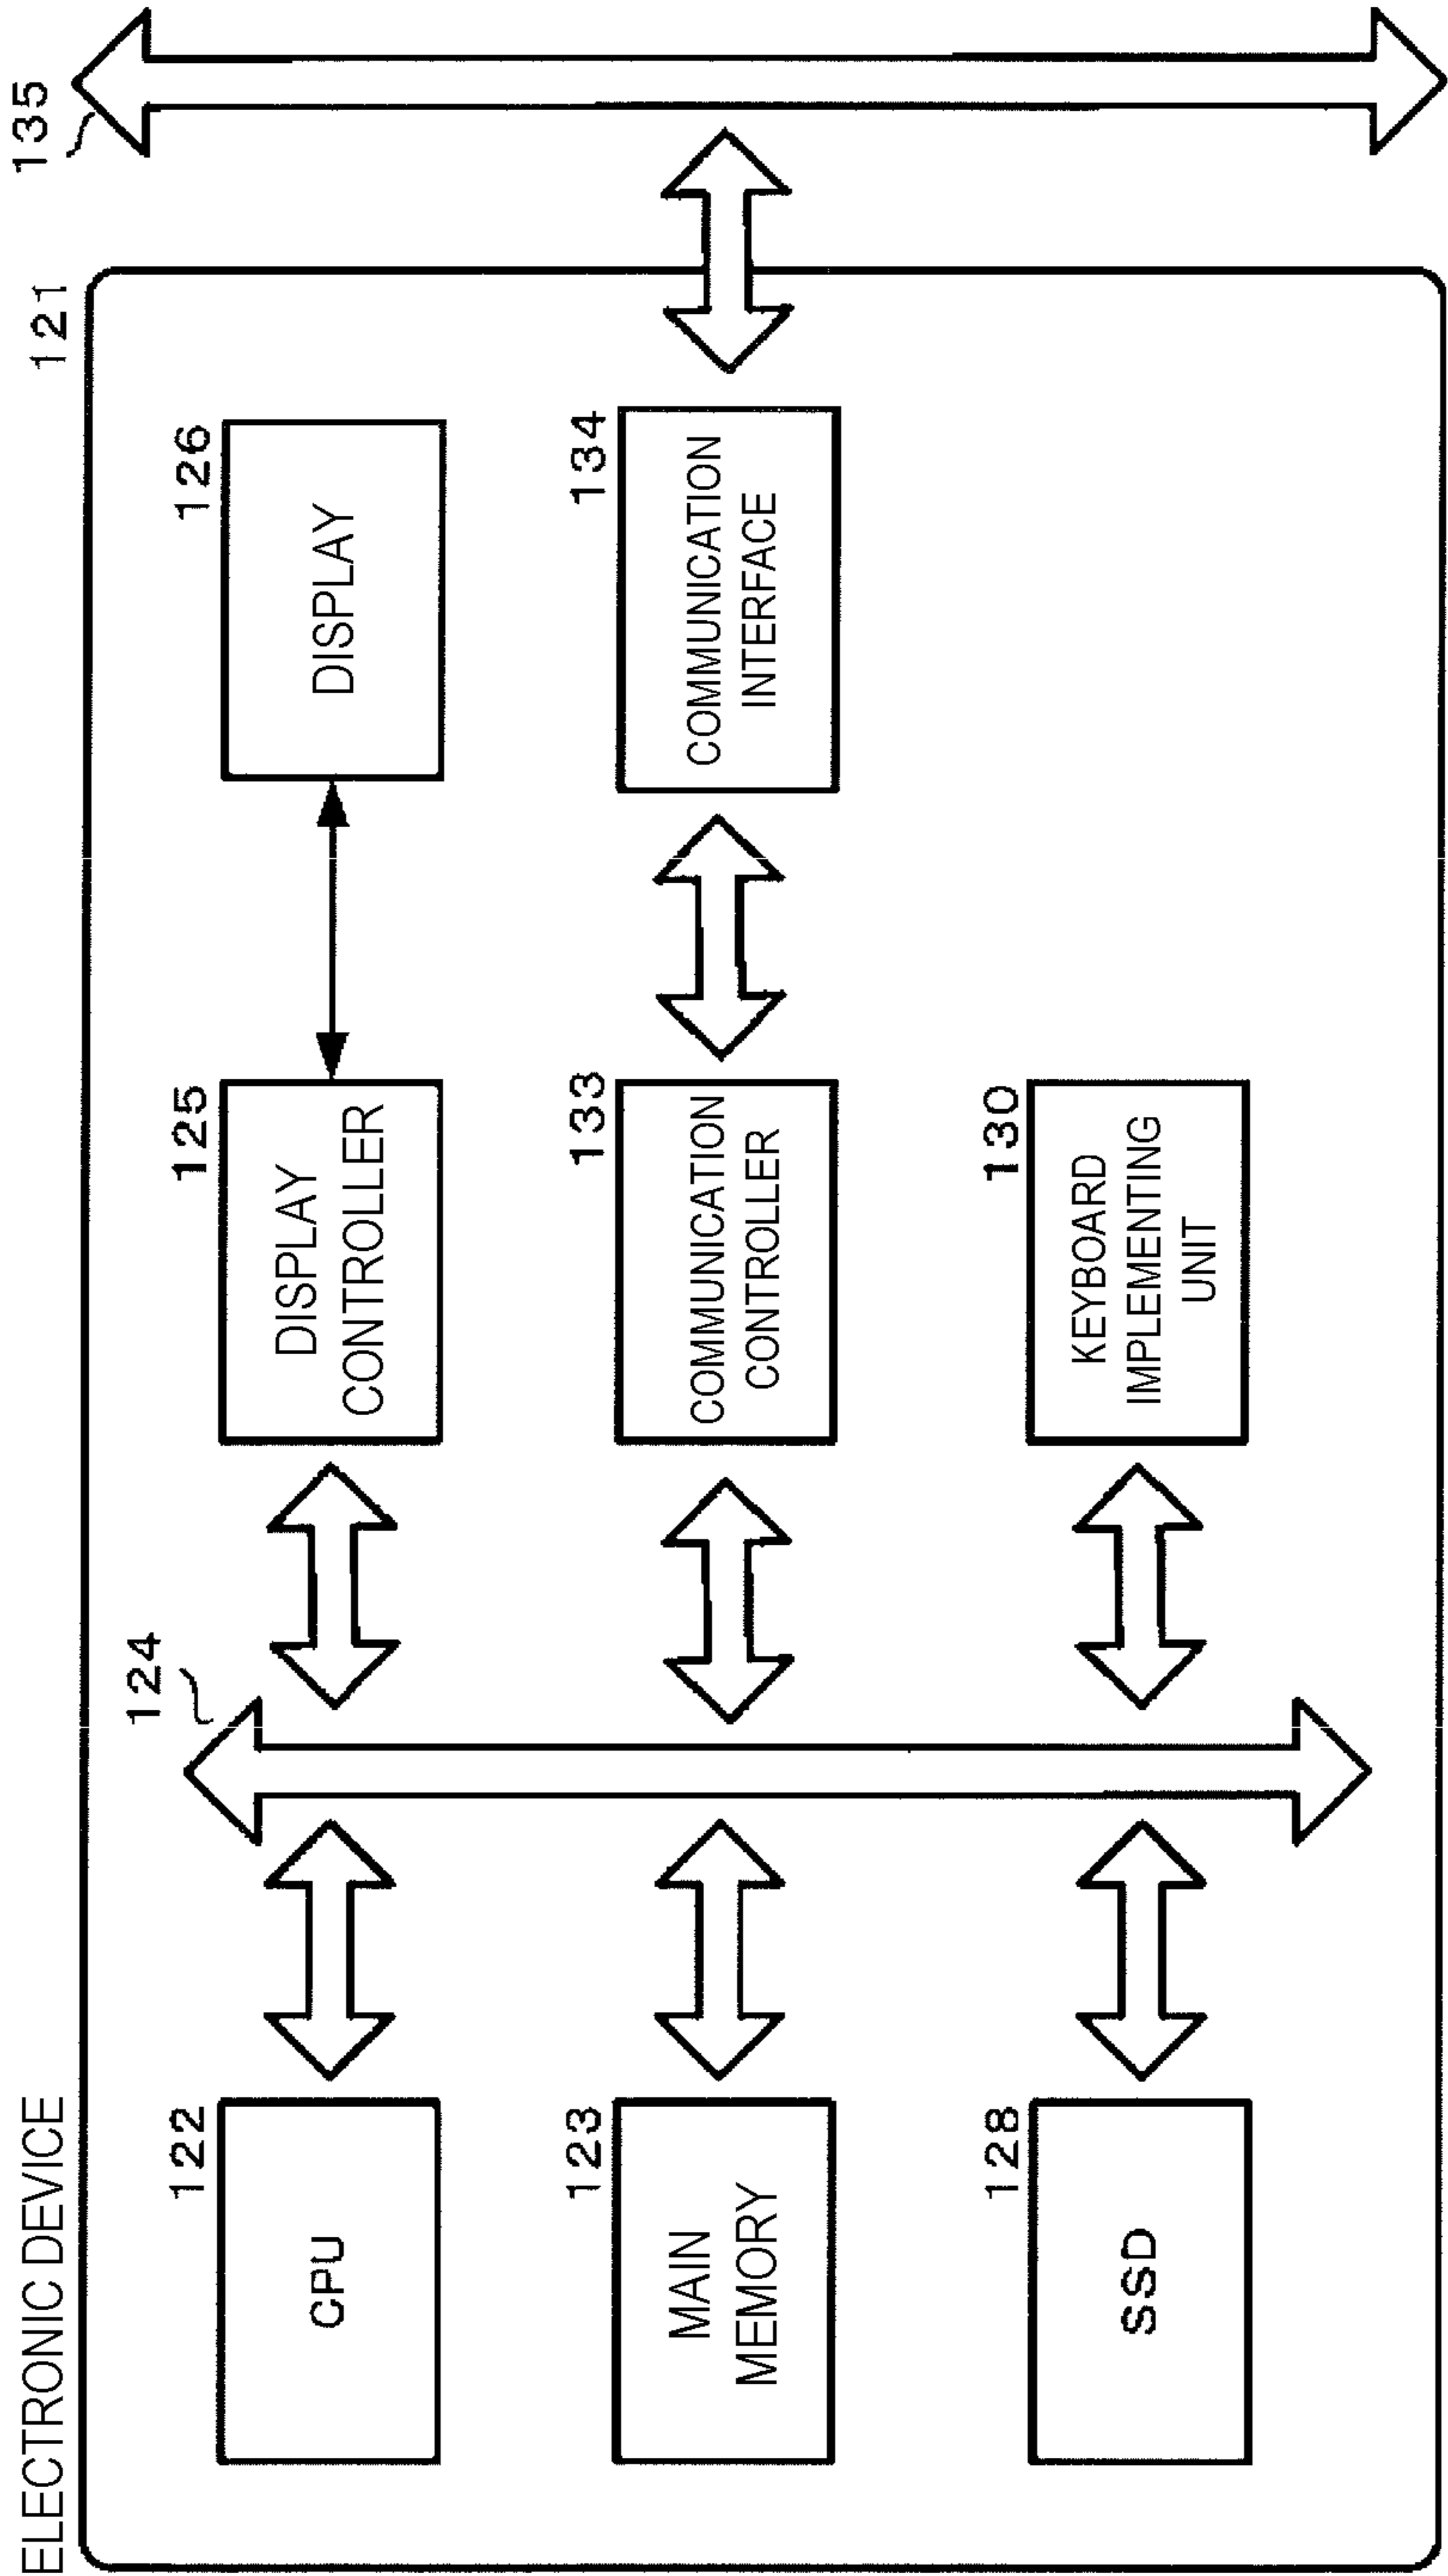 ELECTRONIC DEVICE
121
135
122
CPU
124
125
DISPLAY
CONTROLLER
126
DISPLAY
123
MAIN
MEMORY
133
COMMUNICATION
CONTROLLER
134
COMMUNICATION
INTERFACE
128
SSD
130
KEYBOARD
IMPLEMENTING
UNIT